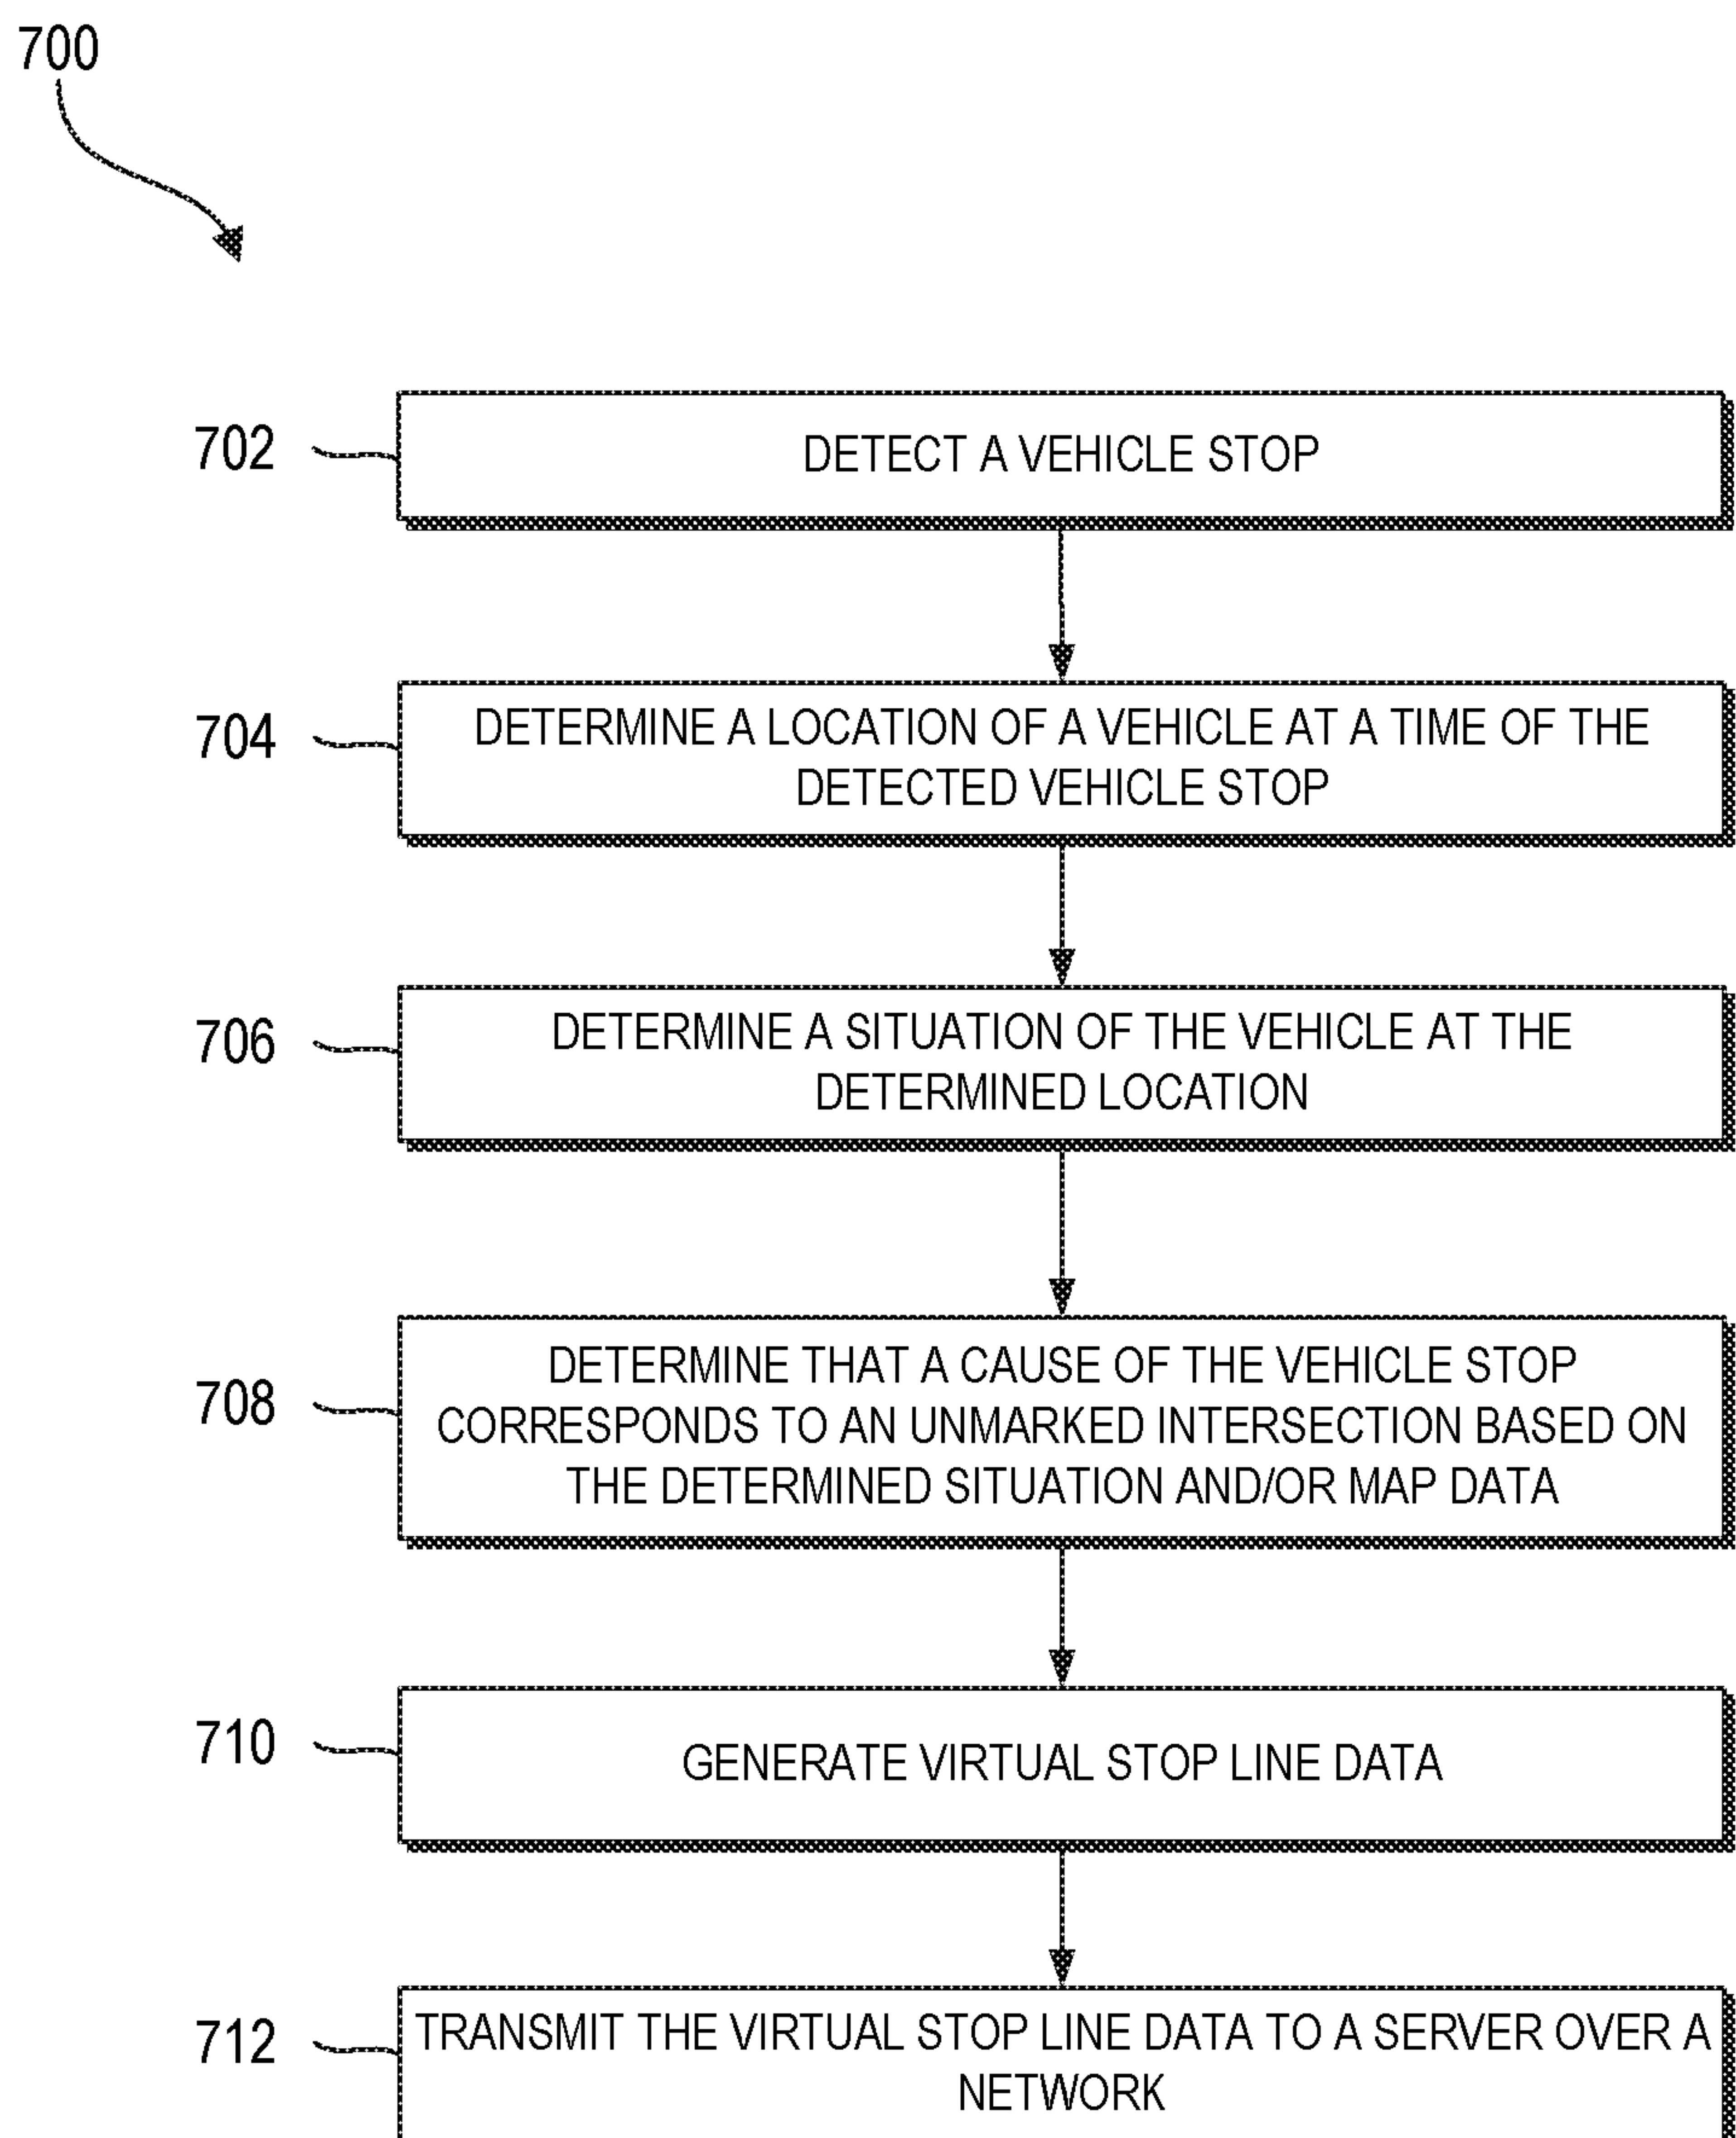 700
702
DETECT A VEHICLE STOP
704
DETERMINE A LOCATION OF A VEHICLE AT A TIME OF THE
DETECTED VEHICLE STOP
706
DETERMINE A SITUATION OF THE VEHICLE AT THE
DETERMINED LOCATION
708
DETERMINE THAT A CAUSE OF THE VEHICLE STOP
CORRESPONDS TO AN UNMARKED INTERSECTION BASED ON
THE DETERMINED SITUATION AND/OR MAP DATA
710
GENERATE VIRTUAL STOP LINE DATA
712
TRANSMIT THE VIRTUAL STOP LINE DATA TO A SERVER OVER A
NETWORK